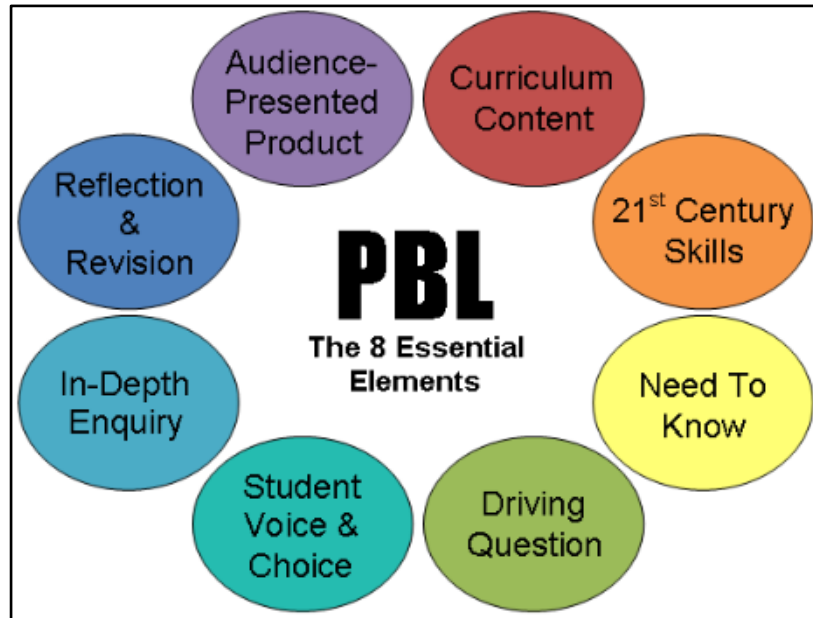 Audience-
Presented
Product
Curriculum
Content
21st Century
Skills
Need To
Know
Driving
Question
Student
Voice &
Choice
In-Depth
Enquiry
Reflection
&
Revision
PBL
The 8 Essential
Elements